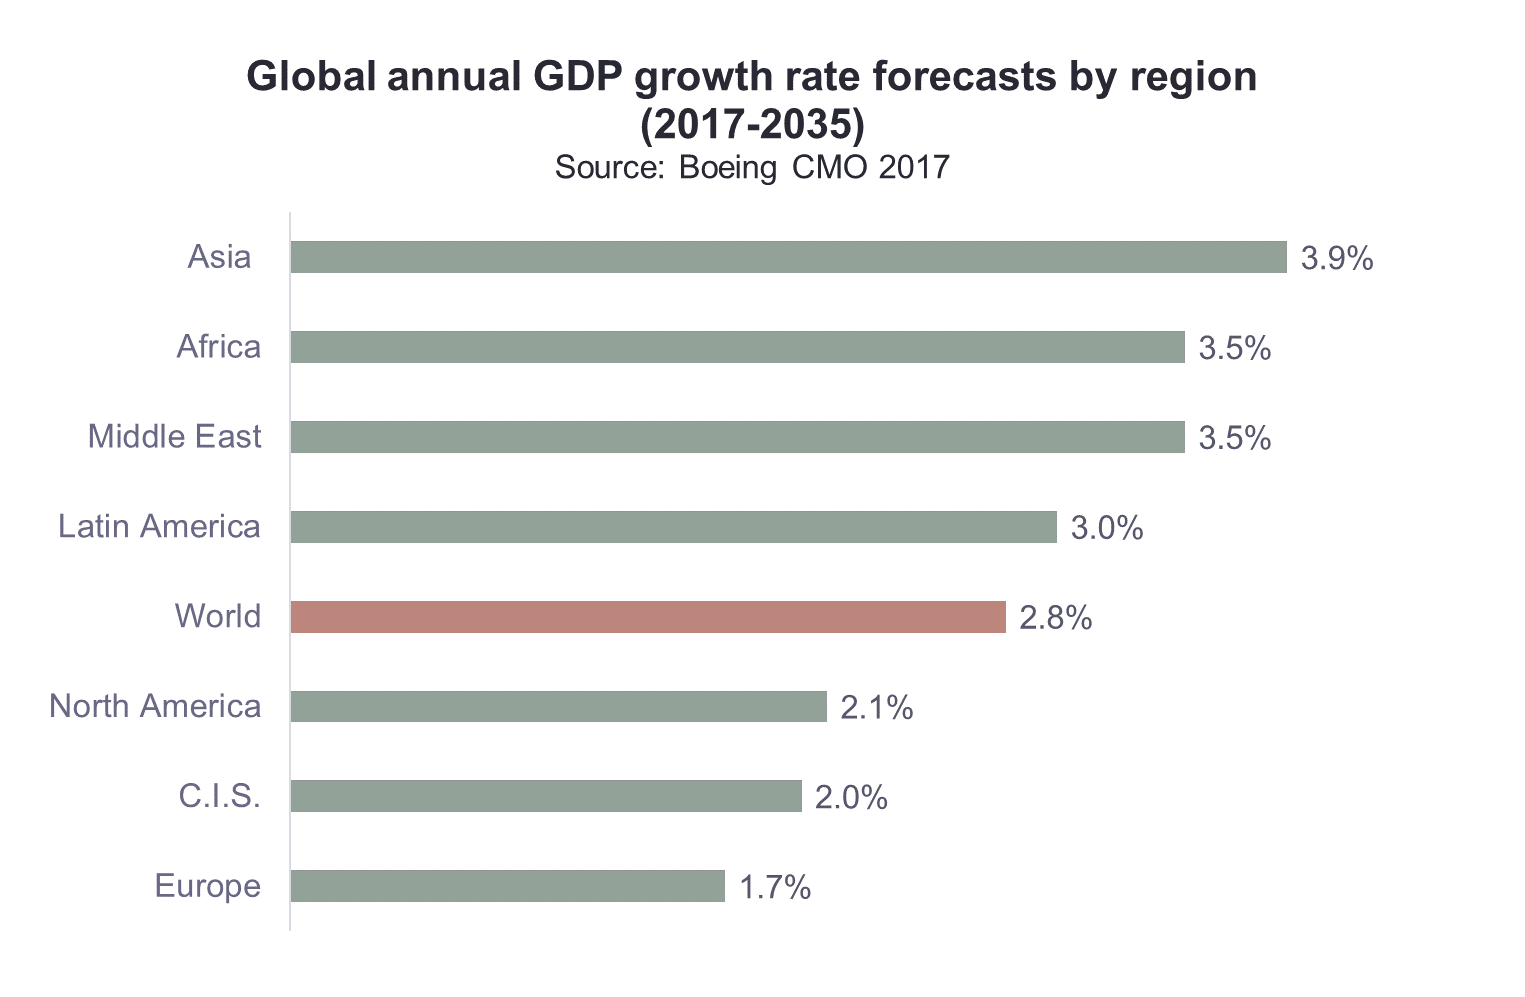 Global annual GDP growth rate forecasts by region
(2017-2035)
Source: Boeing CMO 2017
Asia 3.9%
Africa 3.5%
Middle East 3.5%
Latin America 3.0%
World 2.8%
North America 2.1%
C.I.S. 2.0%
Europe 1.7%